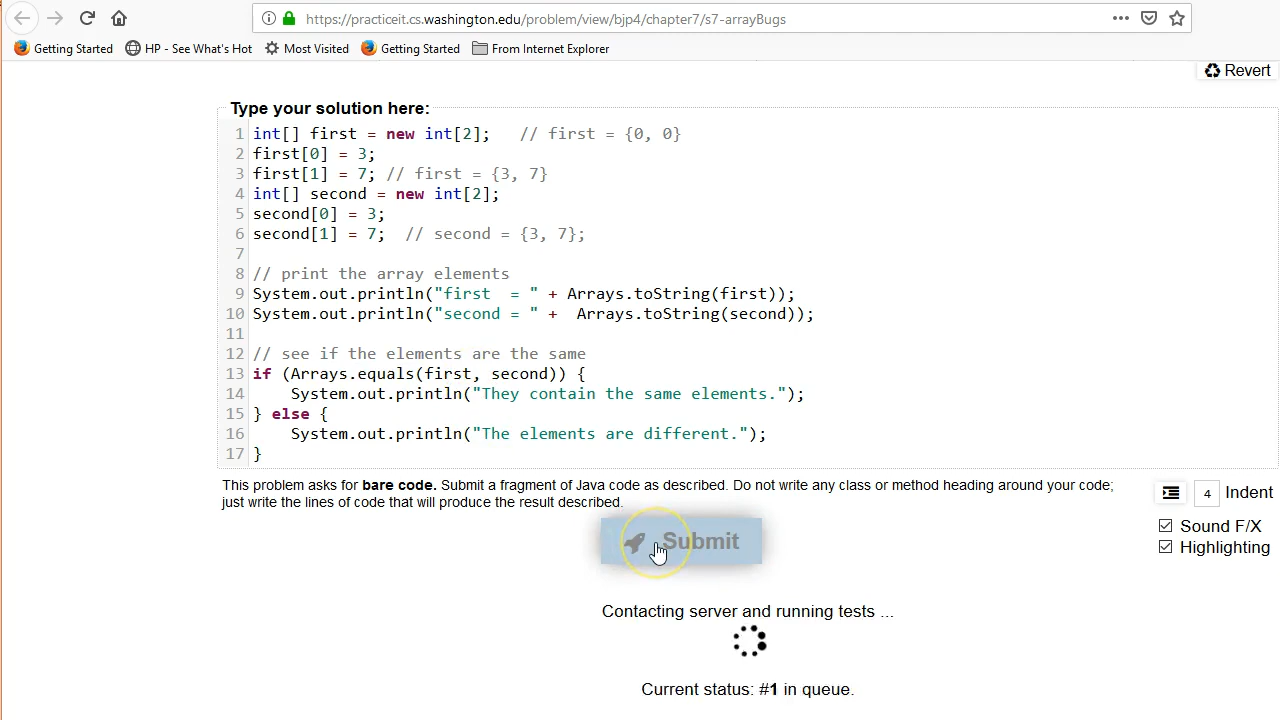 https://practiceit.cs.washington.edu/problem/view/bjp4/chapter7/s7-arrayBugs
Getting Started HP - See What's Hot Most Visited Getting Started From Internet Explorer
Revert
Type your solution here:
1 int[] first = new int[2];   // first = {0, 0}
2 first[0] = 3;
3 first[1] = 7; // first = {3, 7}
4 int[] second = new int[2];
5 second[0] = 3;
6 second[1] = 7;  // second = {3, 7};
7
8 // print the array elements
9 System.out.println("first  = " + Arrays.toString(first));
10 System.out.println("second = " +  Arrays.toString(second));
11
12 // see if the elements are the same
13 if (Arrays.equals(first, second)) {
14     System.out.println("They contain the same elements.");
15 } else {
16     System.out.println("The elements are different.");
17 }
This problem asks for bare code. Submit a fragment of Java code as described. Do not write any class or method heading around your code;
just write the lines of code that will produce the result described.
4 Indent
Sound F/X
Highlighting
Submit
Contacting server and running tests ...
Current status: #1 in queue.